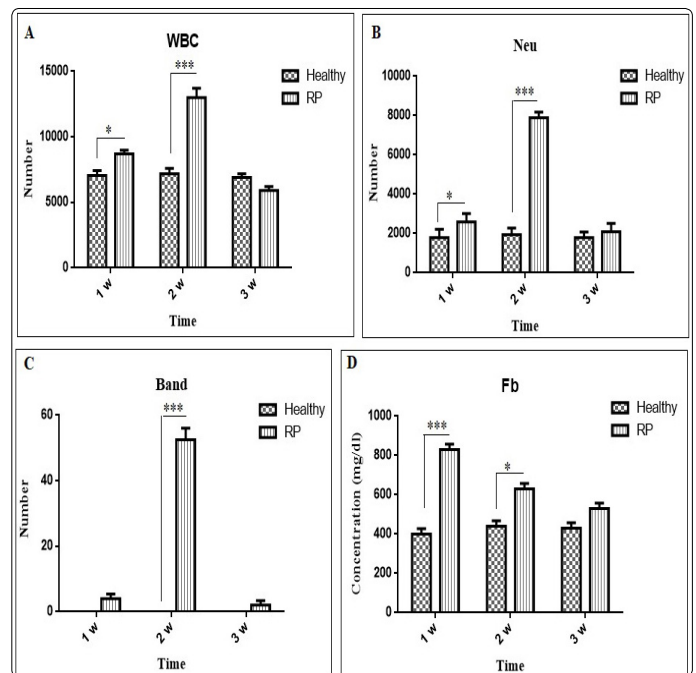 A
WBC
Healthy
RP
Number
15000
***
10000
*
5000
0
1 w
2 w
3 w
Time
B
Neu
Healthy
RP
Number
10000
***
8000
6000
4000
*
2000
0
1 w
2 w
3 w
Time
C
Band
Healthy
RP
Number
60
***
40
20
0
1 w
2 w
3 w
Time
D
Fb
Healthy
RP
Concentration (mg/dl)
1000
***
800
*
600
400
200
0
1 w
2 w
3 w
Time